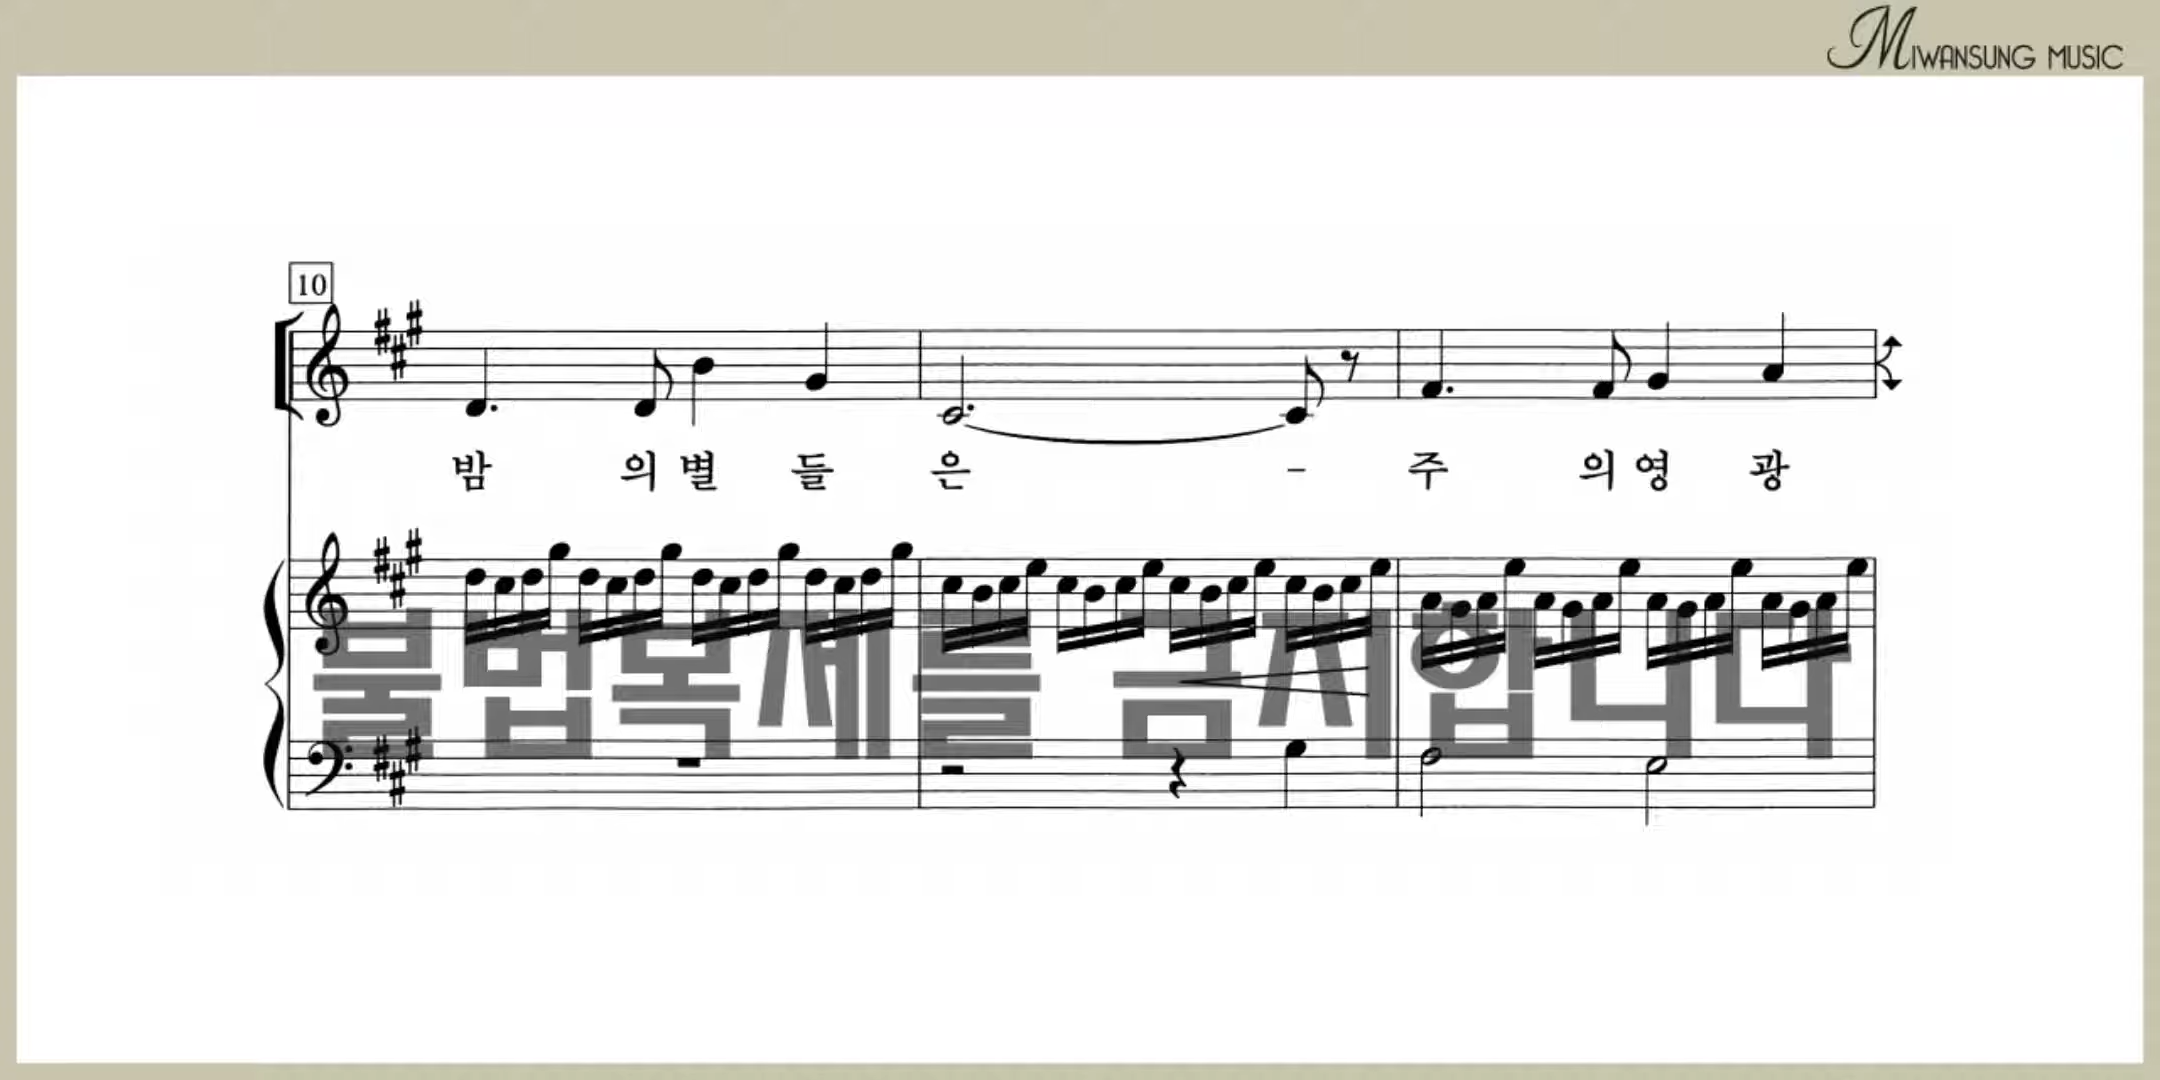 MIWANSUNG MUSIC
10
밤 의 별 들 은 - 주 의 영 광
불법복제를 금지합니다